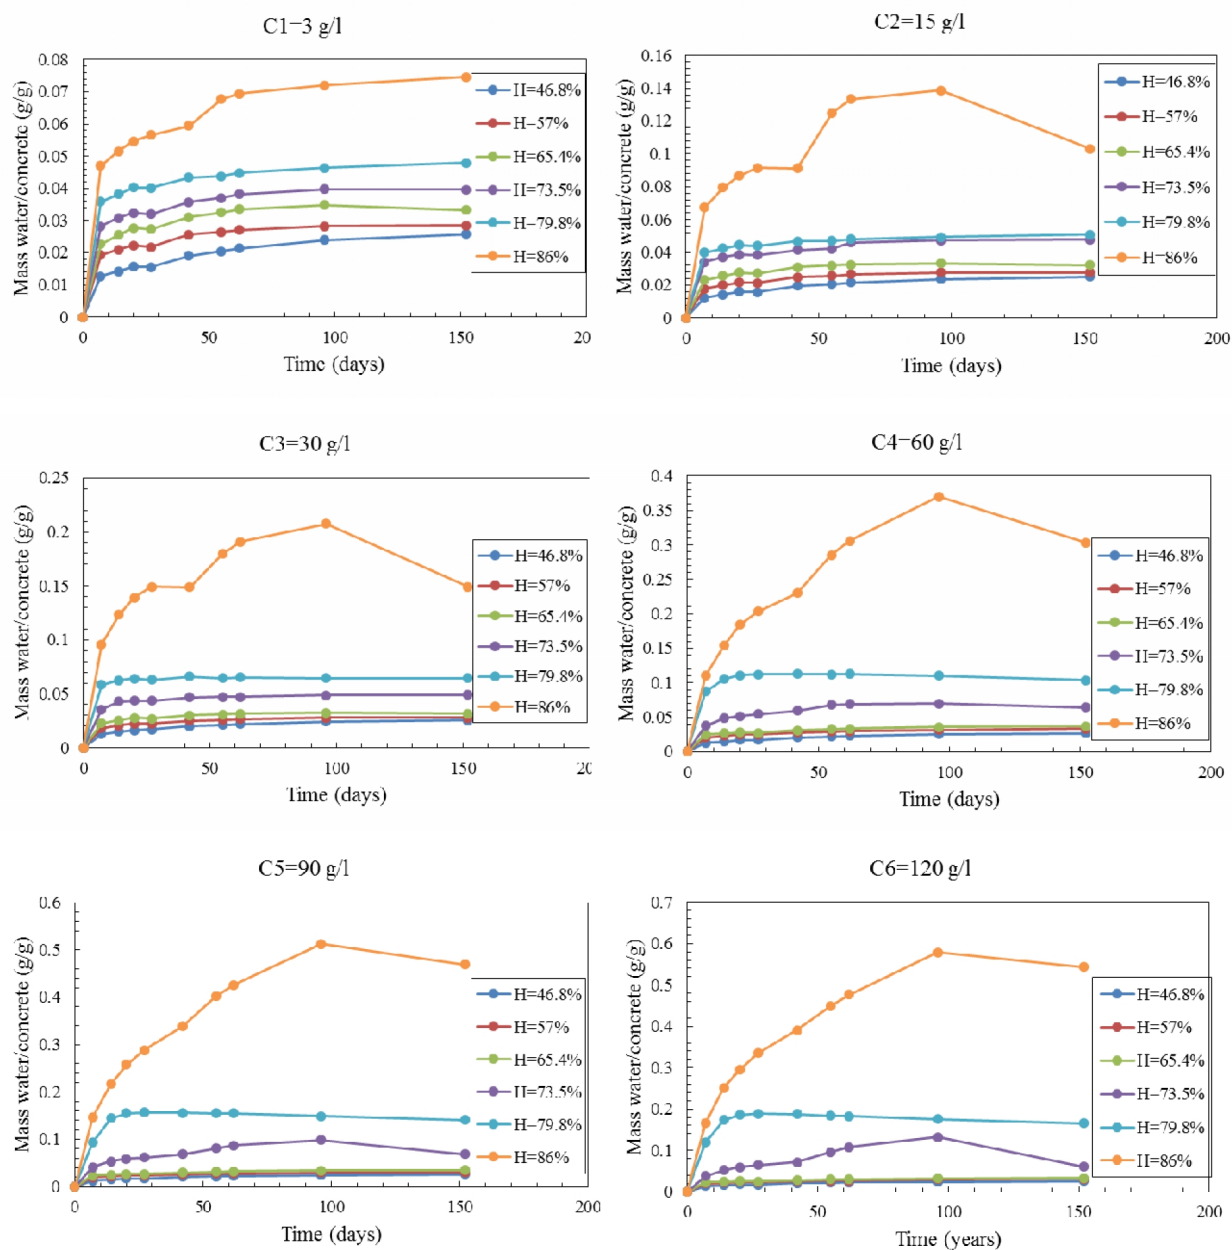 C1=3 g/l
Mass water/concrete (g/g)
0.08
0.07
0.06
0.05
0.04
0.03
0.02
0.01
0
0 50 100 150 20
Time (days)
H=46.8%
H=57%
H=65.4%
H=73.5%
H=79.8%
H=86%
C2=15 g/l
Mass water/concrete (g/g)
0.16
0.14
0.12
0.1
0.08
0.06
0.04
0.02
0
0 50 100 150 200
Time (days)
H=46.8%
H=57%
H=65.4%
H=73.5%
H=79.8%
H=86%
C3=30 g/l
Mass water/concrete (g/g)
0.25
0.2
0.15
0.1
0.05
0
0 50 100 150 20
Time (days)
H=46.8%
H=57%
H=65.4%
H=73.5%
H=79.8%
H=86%
C4=60 g/l
Mass water/concrete (g/g)
0.4
0.35
0.3
0.25
0.2
0.15
0.1
0.05
0
0 50 100 150 200
Time (days)
H=46.8%
H=57%
H=65.4%
H=73.5%
H=79.8%
H=86%
C5=90 g/l
Mass water/concrete (g/g)
0.6
0.5
0.4
0.3
0.2
0.1
0
0 50 100 150 200
Time (days)
H=46.8%
H=57%
H=65.4%
H=73.5%
H=79.8%
H=86%
C6=120 g/l
Mass water/concrete (g/g)
0.7
0.6
0.5
0.4
0.3
0.2
0.1
0
0 50 100 150 200
Time (years)
H=46.8%
H=57%
H=65.4%
H=73.5%
H=79.8%
H=86%